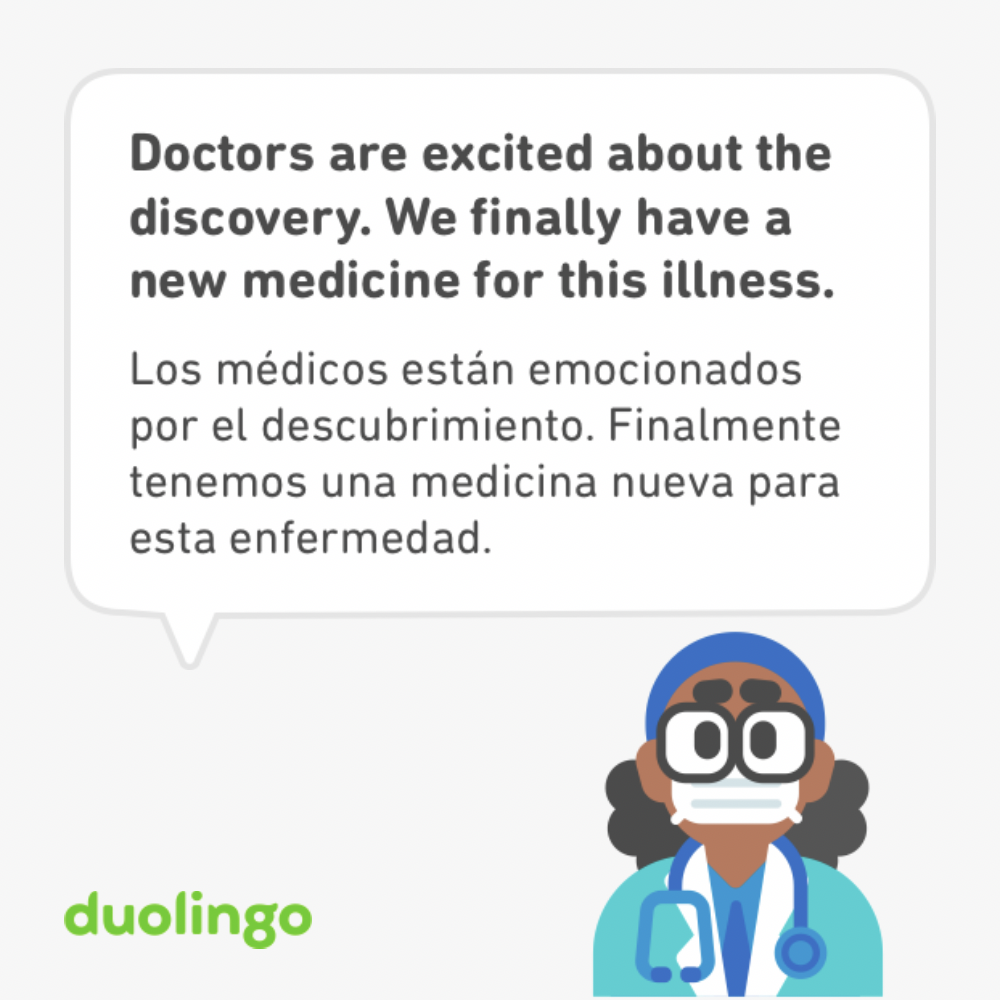 Doctors are excited about the
discovery. We finally have a
new medicine for this illness.
Los médicos están emocionados
por el descubrimiento. Finalmente
tenemos una medicina nueva para
esta enfermedad.
duolingo